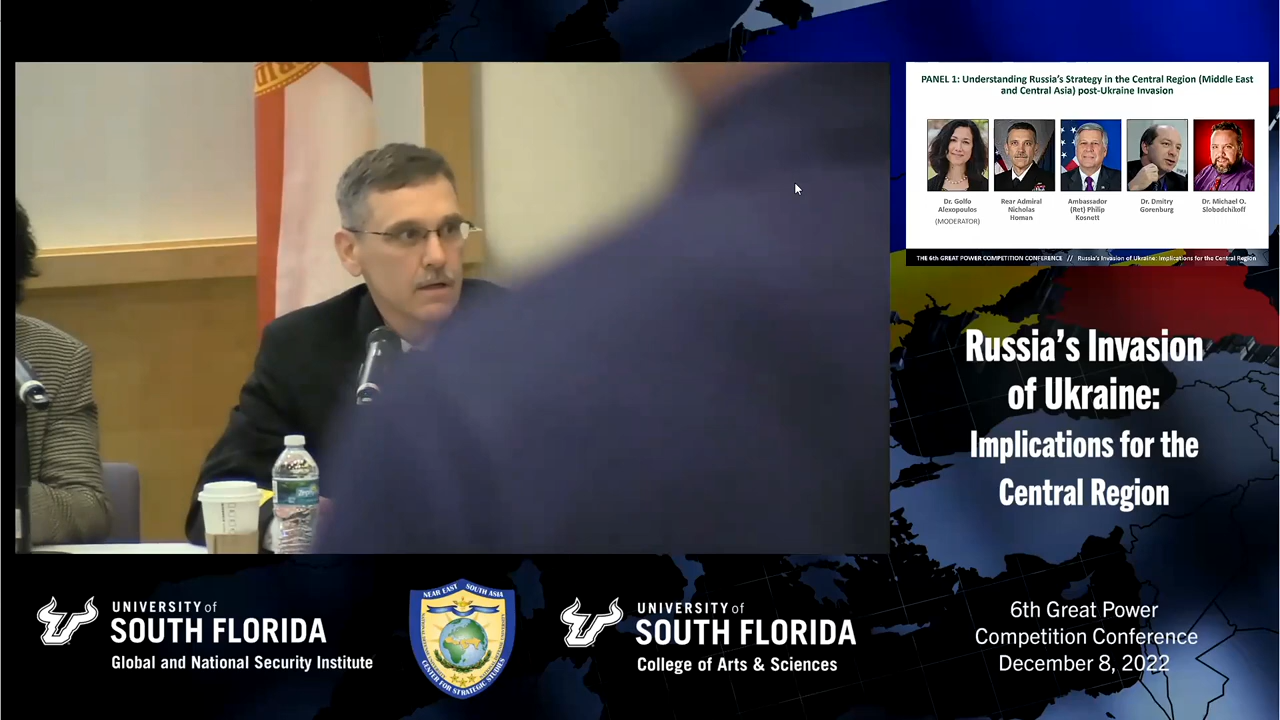 PANEL 1: Understanding Russia's Strategy in the Central Region (Middle East
and Central Asia) post-Ukraine Invasion
Dr. Golfo
Alexopoulos
(MODERATOR)
Rear Admiral
Nicholas
Homan
Ambassador
(Ret) Philip
Kosnett
Dr. Dmitry
Gorenburg
Dr. Michael O.
Slobodchikoff
THE 6th GREAT POWER COMPETITION CONFERENCE // Russia's Invasion of Ukraine: Implications for the Central Region
Russia's Invasion
of Ukraine:
Implications for the
Central Region
UNIVERSITY of
SOUTH FLORIDA
Global and National Security Institute
NEAR EAST SOUTH ASIA
CENTER FOR STRATEGIC STUDIES
UNIVERSITY of
SOUTH FLORIDA
College of Arts & Sciences
6th Great Power
Competition Conference
December 8, 2022